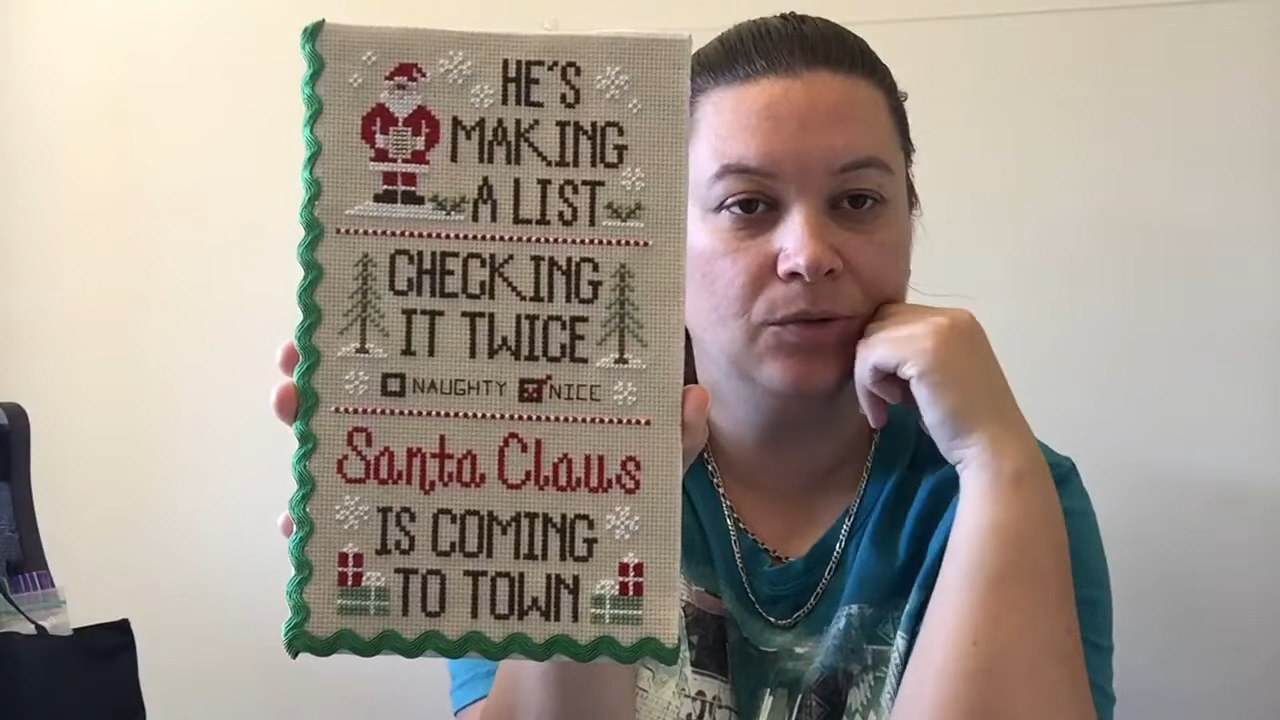 HE'S
MAKING
A LIST
CHECKING
IT TWICE
NAUGHTY NICE
Santa Claus
IS COMING
TO TOWN